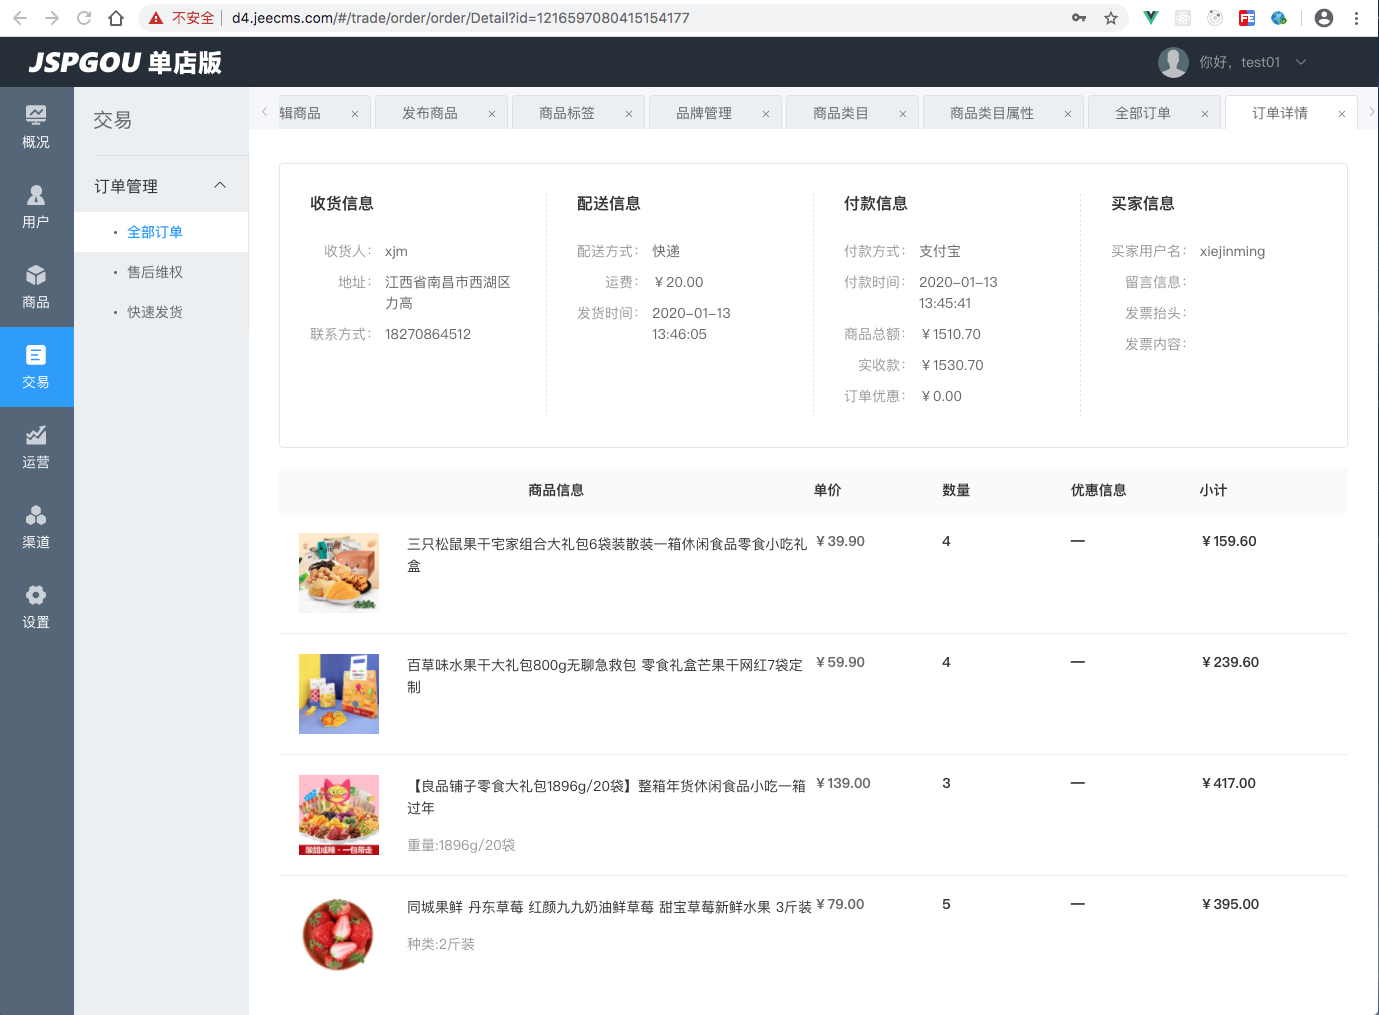 不安全 d4.jeecms.com/#/trade/order/order/Detail?id=1216597080415154177
FE
JSPGOU 单店版
你好，test01
概况
用户
商品
交易
运营
渠道
设置
交易
订单管理
· 全部订单
· 售后维权
· 快速发货
辑商品 × 发布商品 × 商品标签 × 品牌管理 × 商品类目 × 商品类目属性 × 全部订单 × 订单详情 ×
收货信息
收货人： xjm
地址： 江西省南昌市西湖区
力高
联系方式： 18270864512
配送信息
配送方式： 快递
运费： ￥20.00
发货时间： 2020-01-13
13:46:05
付款信息
付款方式： 支付宝
付款时间： 2020-01-13
13:45:41
商品总额： ￥1510.70
实收款： ￥1530.70
订单优惠： ￥0.00
买家信息
买家用户名： xiejinming
留言信息：
发票抬头：
发票内容：
商品信息 单价 数量 优惠信息 小计
三只松鼠果干宅家组合大礼包6袋装散装一箱休闲食品零食小吃礼 ￥39.90 4 — ￥159.60
盒
百草味水果干大礼包800g无聊急救包 零食礼盒芒果干网红7袋定 ￥59.90 4 — ￥239.60
制
【良品铺子零食大礼包1896g/20袋】整箱年货休闲食品小吃一箱 ￥139.00 3 — ￥417.00
过年
重量:1896g/20袋
酸甜咸辣·一包带走
同城果鲜 丹东草莓 红颜九九奶油鲜草莓 甜宝草莓新鲜水果 3斤装 ￥79.00 5 — ￥395.00
种类:2斤装